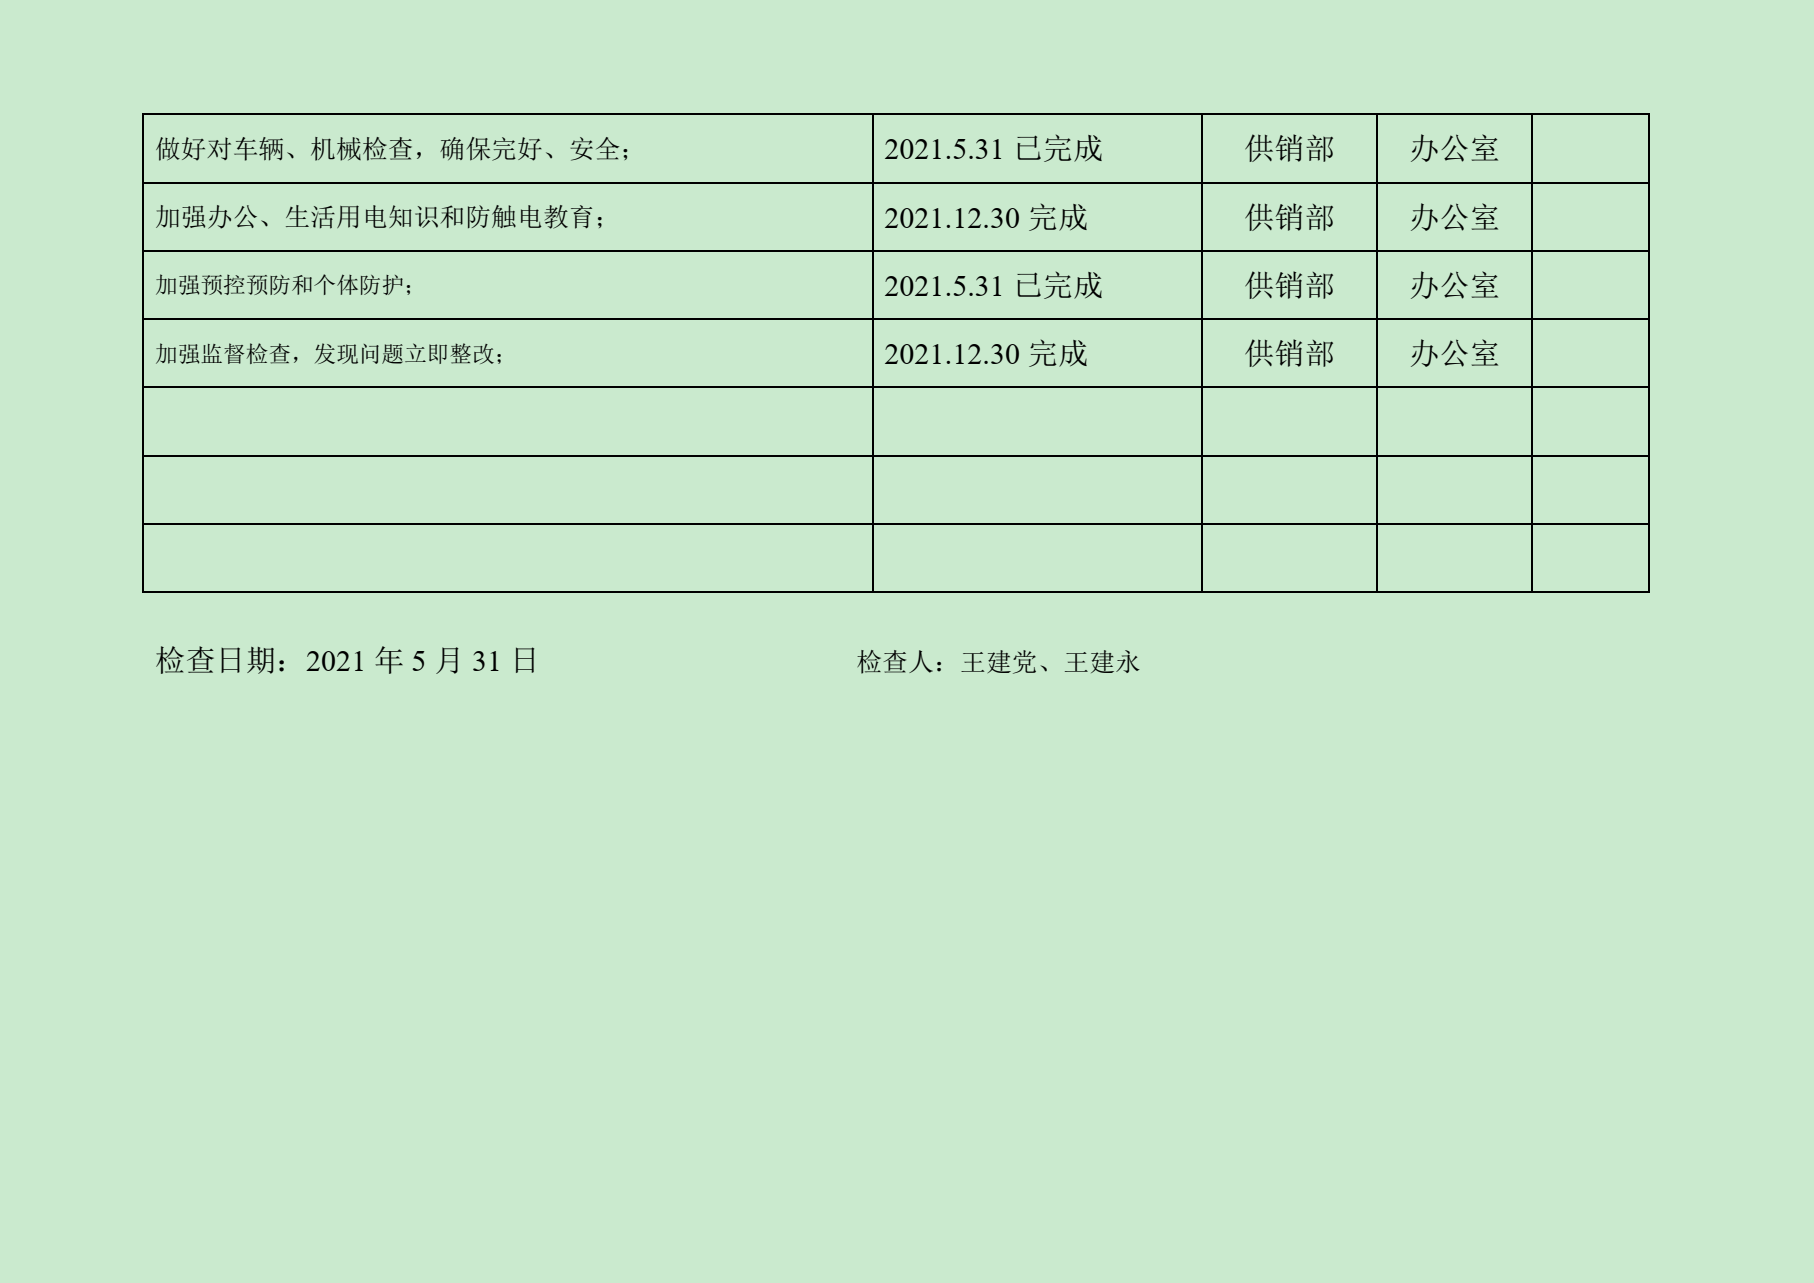 做好对车辆、机械检查，确保完好、安全； 2021.5.31 已完成 供销部 办公室
加强办公、生活用电知识和防触电教育； 2021.12.30 完成 供销部 办公室
加强预控预防和个体防护； 2021.5.31 已完成 供销部 办公室
加强监督检查，发现问题立即整改； 2021.12.30 完成 供销部 办公室
检查日期：2021 年 5 月 31 日 检查人：王建党、王建永